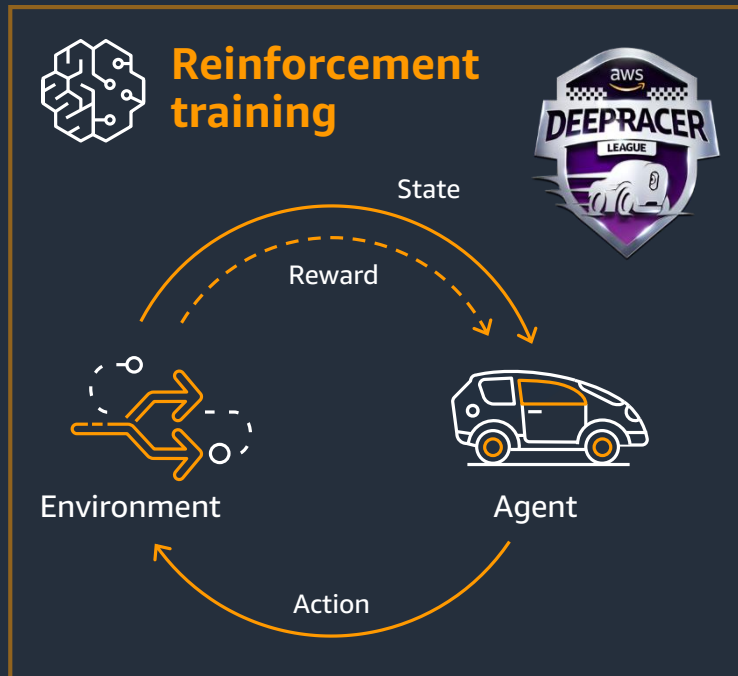 Reinforcement
training
aws
DEEPRACER
LEAGUE
State
Reward
Environment
Agent
Action